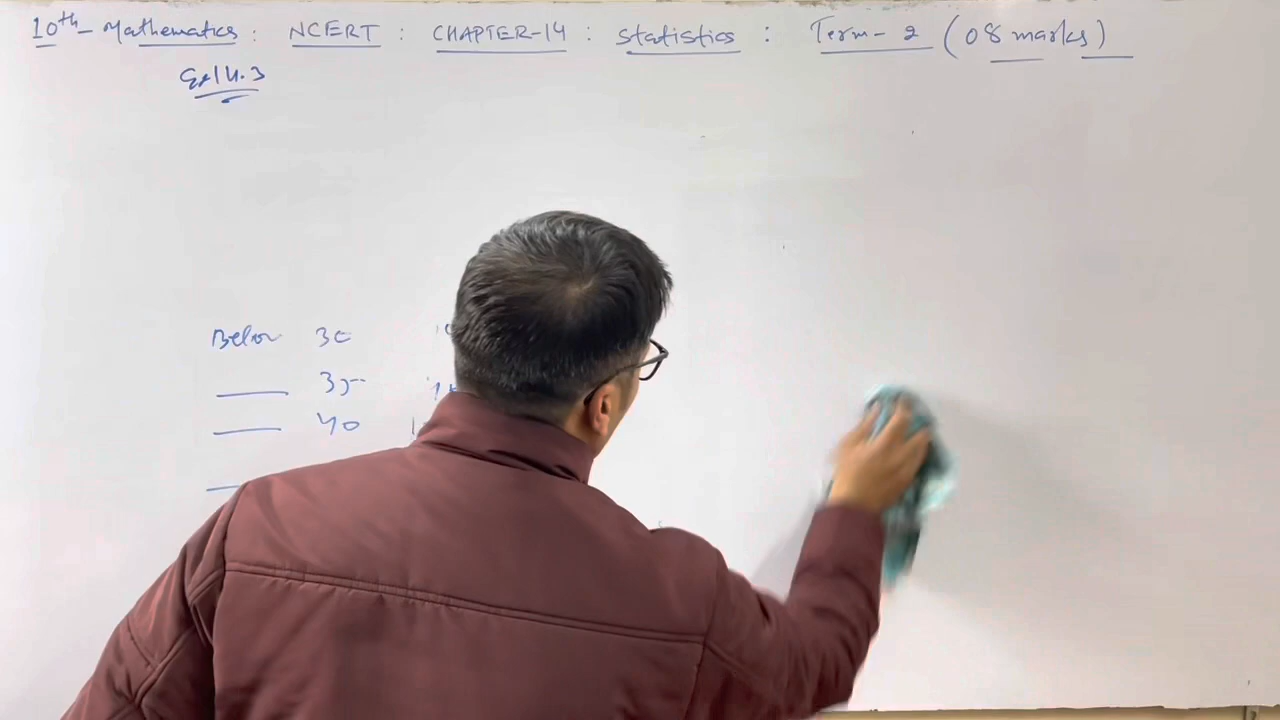 10th - Mathematics : NCERT : CHAPTER-14 : Statistics : Term - 2 (08 marks)
Ex 14.3
Below 30
35
40